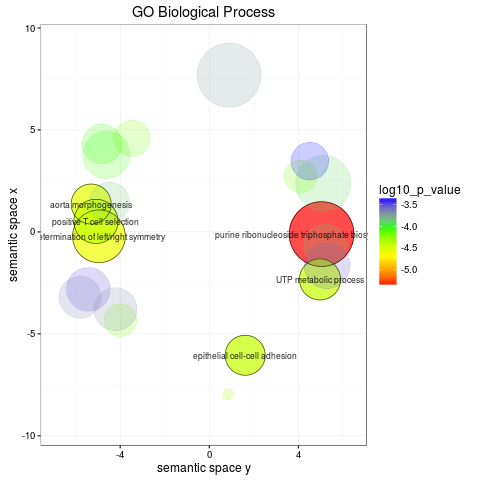 GO Biological Process
10
5
0
-5
-10
-4
0
4
semantic space x
semantic space y
aorta morphogenesis
positive T cell selection
determination of left/right symmetry
purine ribonucleoside triphosphate bios
UTP metabolic process
epithelial cell-cell adhesion
log10_p_value
-3.5
-4.0
-4.5
-5.0